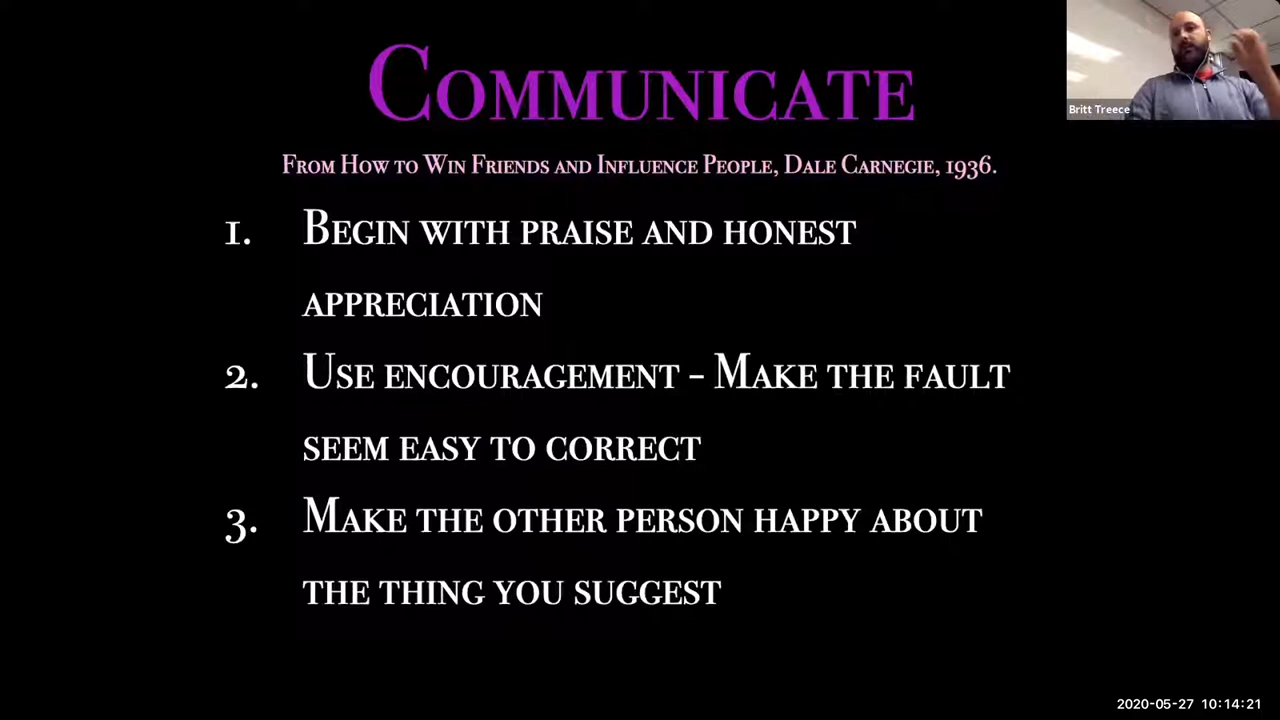 Communicate
From How to Win Friends and Influence People, Dale Carnegie, 1936.
1. Begin with praise and honest
appreciation
2. Use encouragement - Make the fault
seem easy to correct
3. Make the other person happy about
the thing you suggest
Britt Treece
2020-05-27 10:14:21